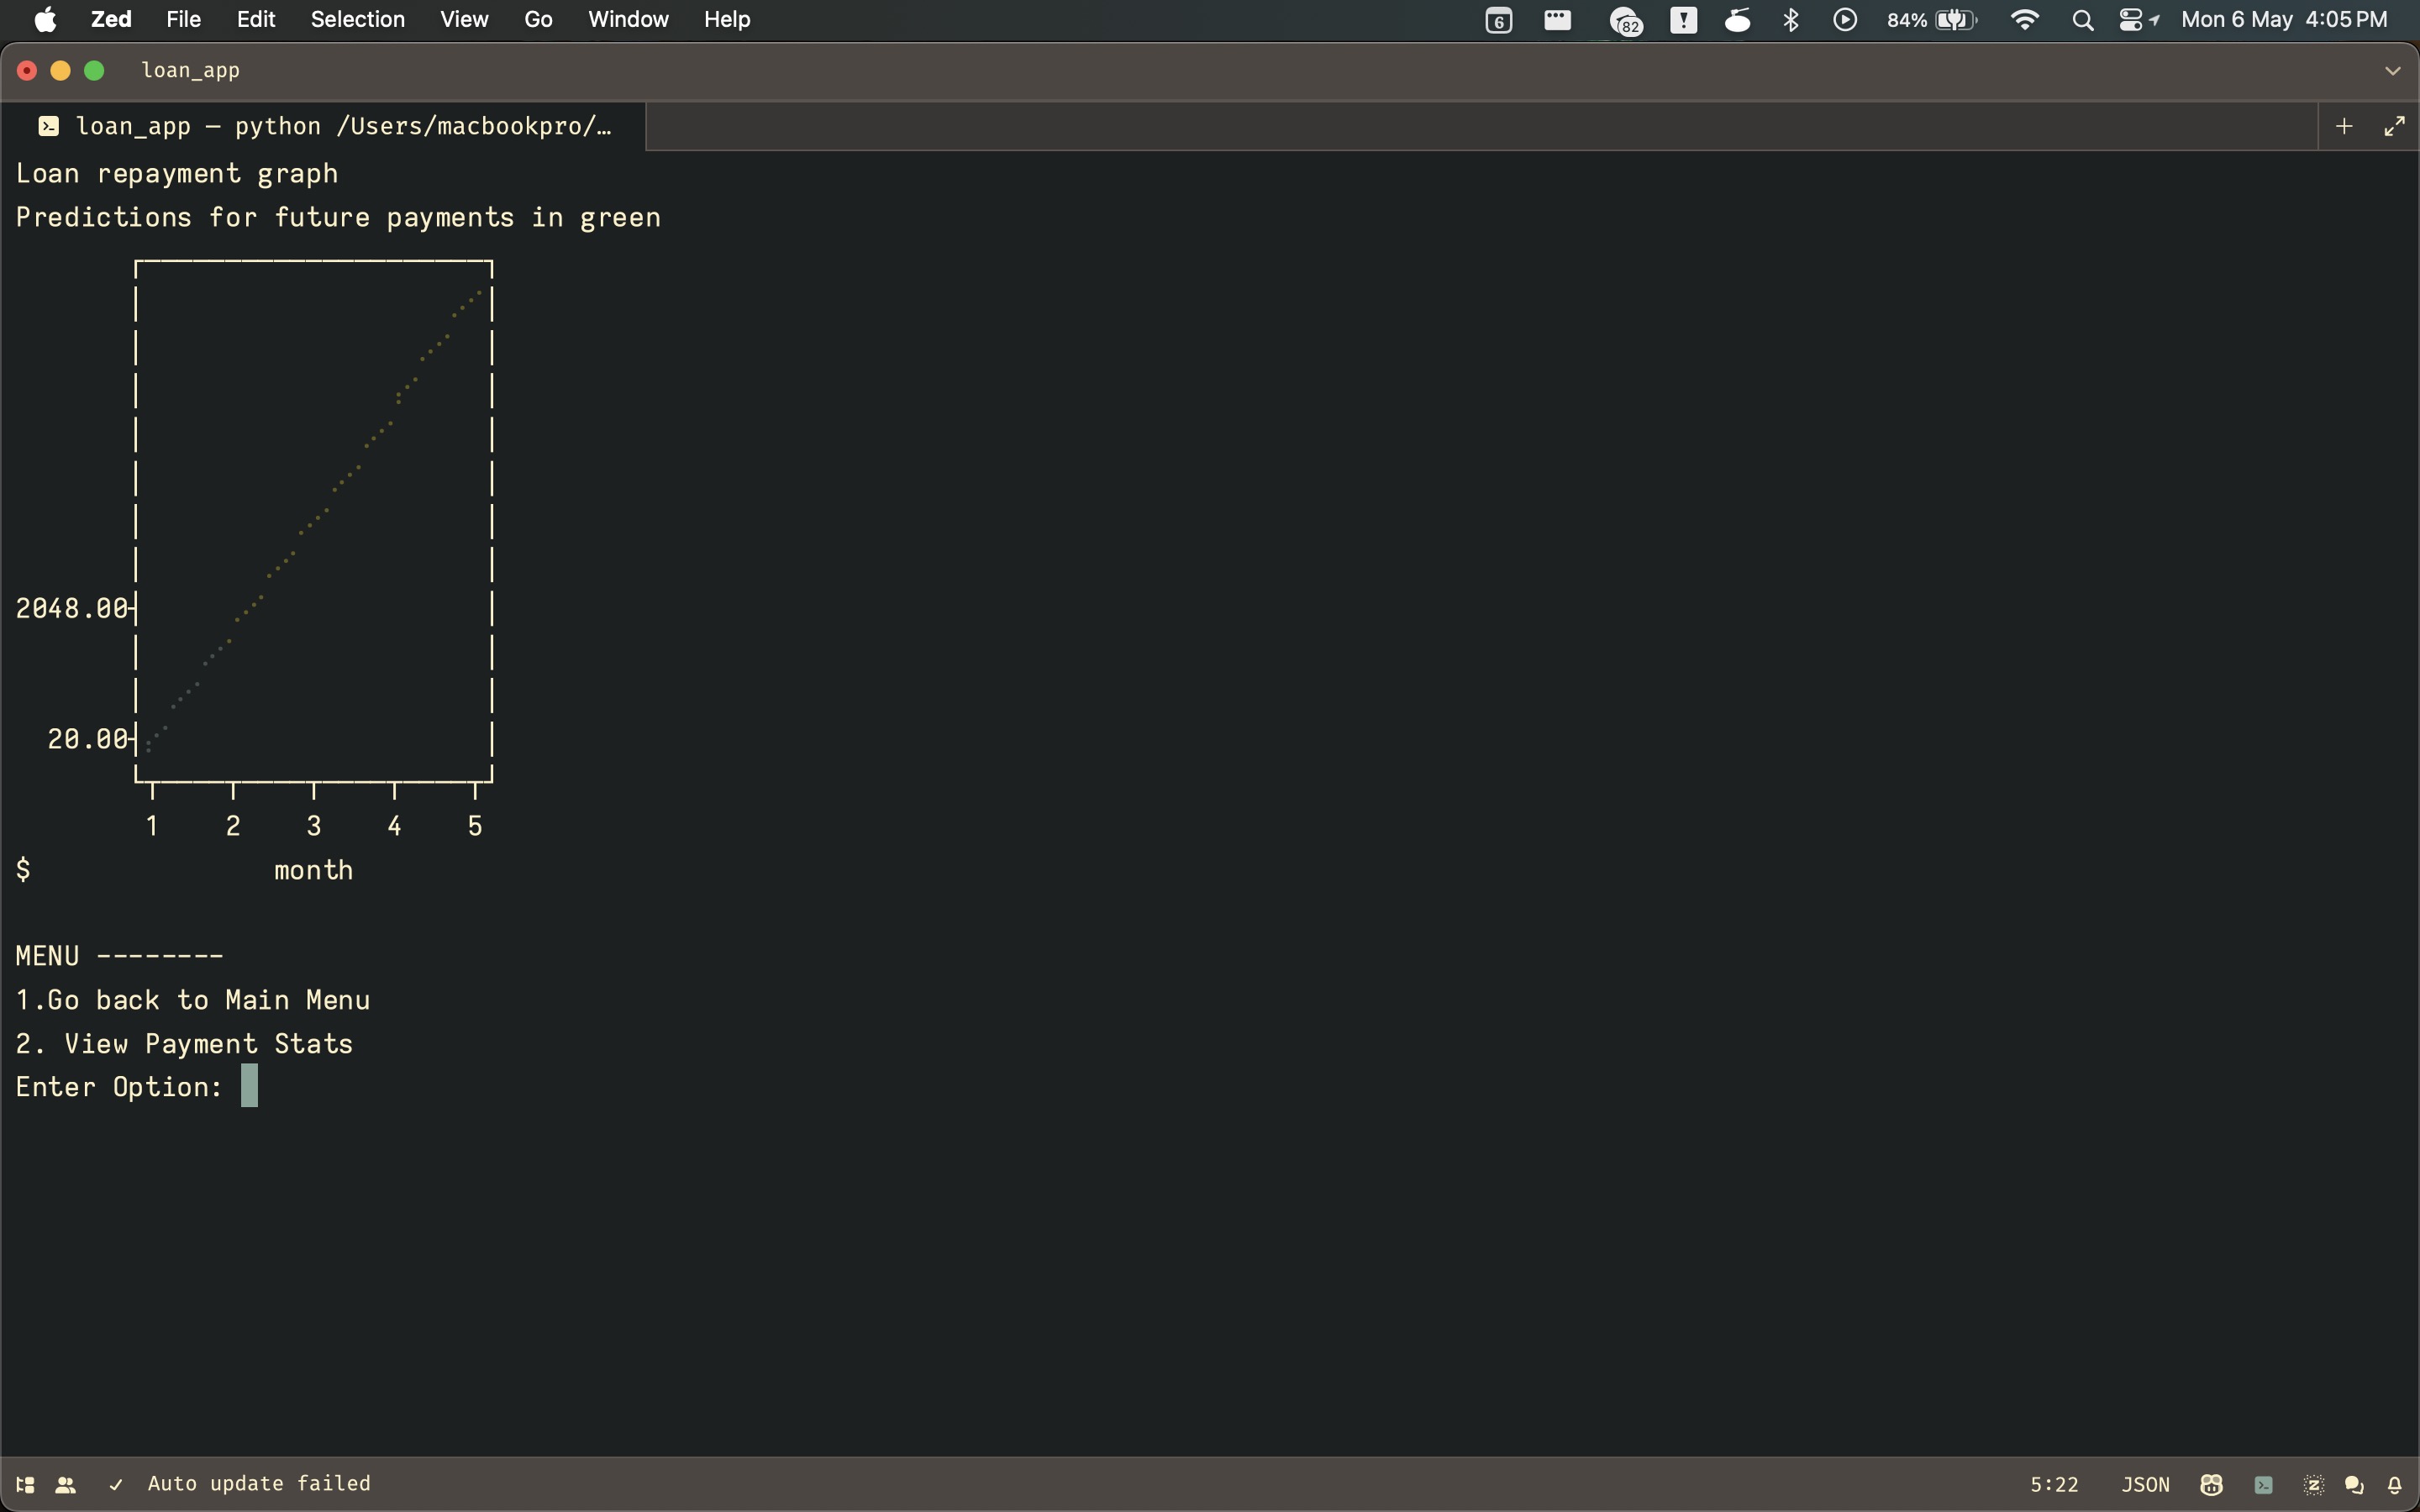 Zed File Edit Selection View Go Window Help 6 82 84% Mon 6 May 4:05 PM
loan_app
loan_app — python /Users/macbookpro/…
Loan repayment graph
Predictions for future payments in green
2048.00
20.00
1 2 3 4 5
$ month
MENU --------
1.Go back to Main Menu
2. View Payment Stats
Enter Option:
Auto update failed 5:22 JSON